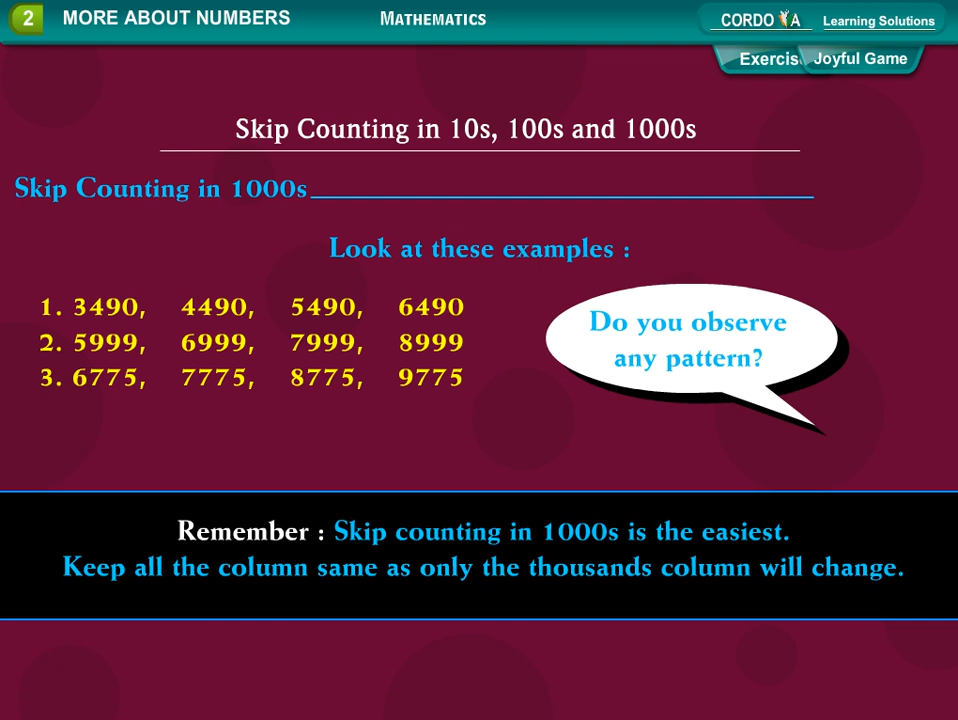 2 MORE ABOUT NUMBERS MATHEMATICS CORDOVA Learning Solutions
Exercise Joyful Game
Skip Counting in 10s, 100s and 1000s
Skip Counting in 1000s
Look at these examples :
1. 3490, 4490, 5490, 6490
2. 5999, 6999, 7999, 8999
3. 6775, 7775, 8775, 9775
Do you observe
any pattern?
Remember : Skip counting in 1000s is the easiest.
Keep all the column same as only the thousands column will change.